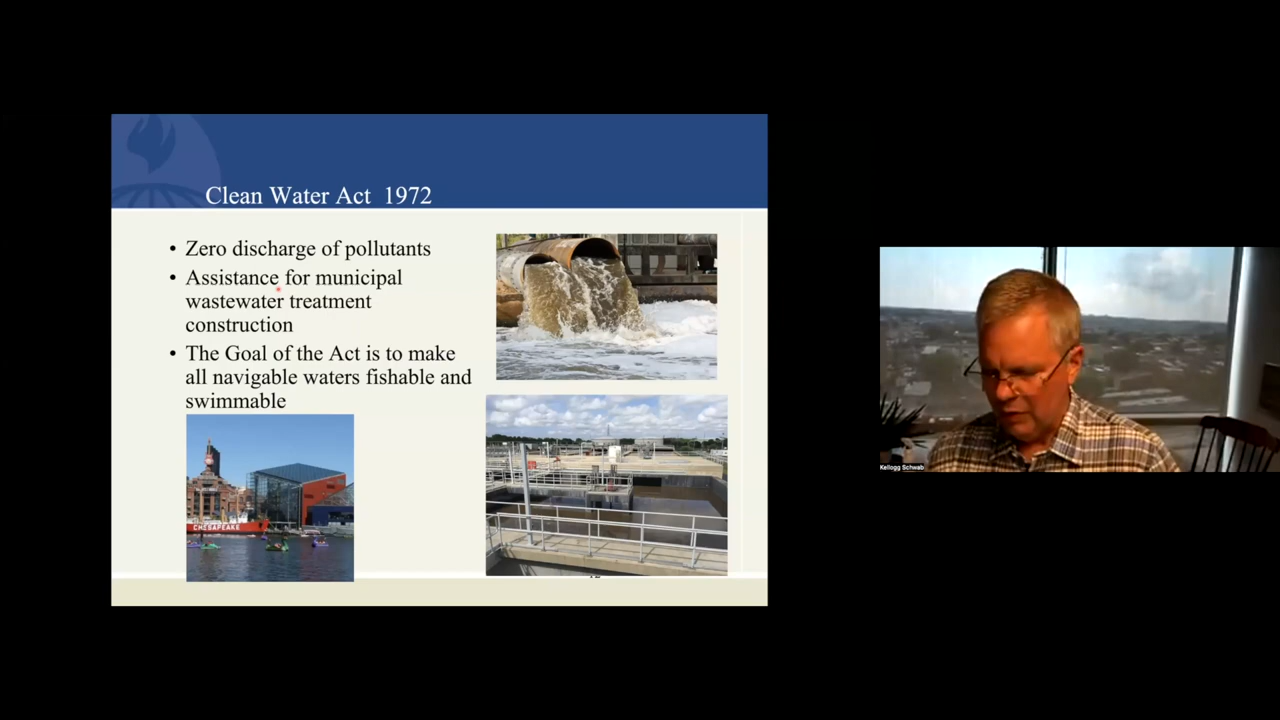 Clean Water Act 1972
• Zero discharge of pollutants
• Assistance for municipal
wastewater treatment
construction
• The Goal of the Act is to make
all navigable waters fishable and
swimmable
CHESAPEAKE
Kellogg Schwab